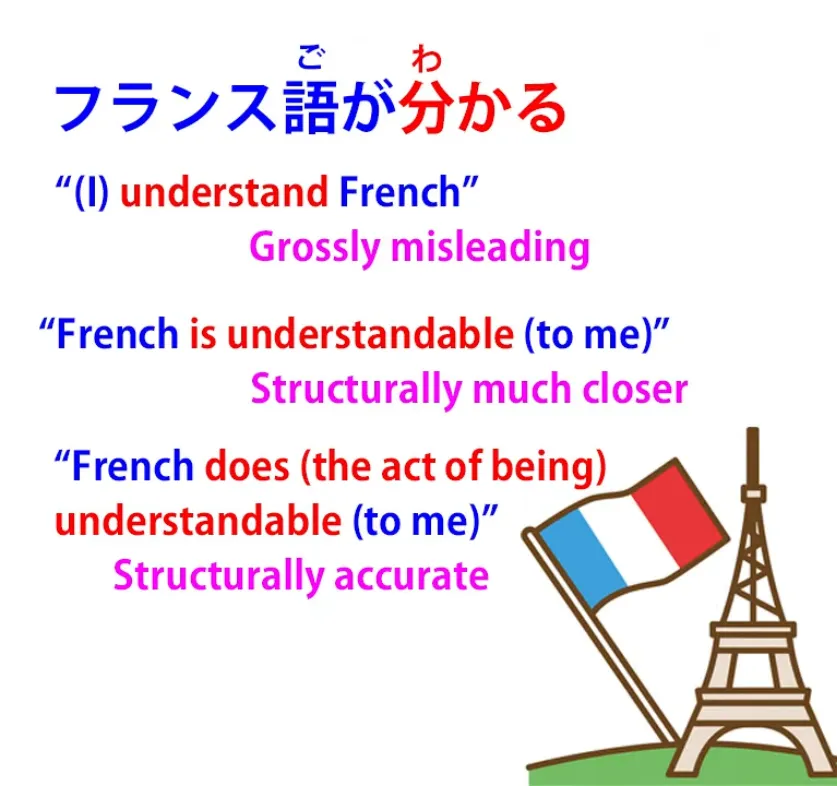 ご わ
フランス語が分かる
“(I) understand French”
Grossly misleading
“French is understandable (to me)”
Structurally much closer
“French does (the act of being)
understandable (to me)”
Structurally accurate